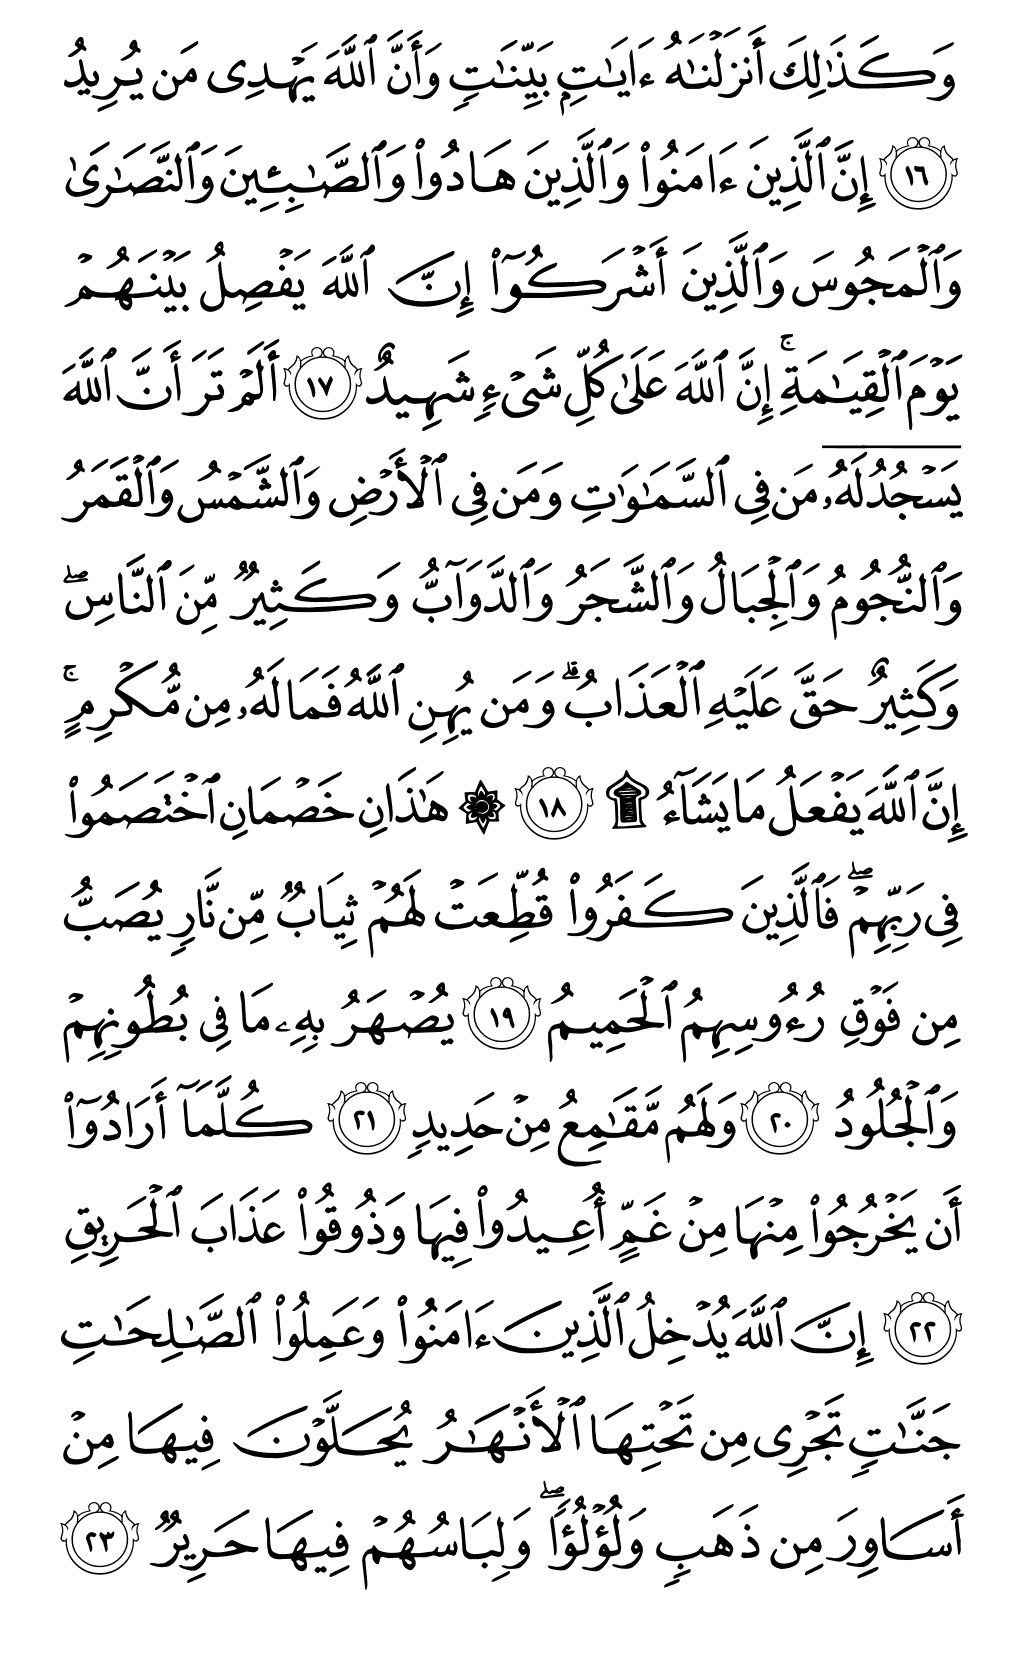 وَكَذَٰلِكَ أَنزَلْنَٰهُ ءَايَٰتٍۭ بَيِّنَٰتٍ وَأَنَّ ٱللَّهَ يَهْدِى مَن يُرِيدُ
١٦ إِنَّ ٱلَّذِينَ ءَامَنُوا۟ وَٱلَّذِينَ هَادُوا۟ وَٱلصَّٰبِـِٔينَ وَٱلنَّصَٰرَىٰ
وَٱلْمَجُوسَ وَٱلَّذِينَ أَشْرَكُوٓا۟ إِنَّ ٱللَّهَ يَفْصِلُ بَيْنَهُمْ
يَوْمَ ٱلْقِيَٰمَةِ ۚ إِنَّ ٱللَّهَ عَلَىٰ كُلِّ شَىْءٍ شَهِيدٌ ١٧ أَلَمْ تَرَ أَنَّ ٱللَّهَ
يَسْجُدُ لَهُۥ مَن فِى ٱلسَّمَٰوَٰتِ وَمَن فِى ٱلْأَرْضِ وَٱلشَّمْسُ وَٱلْقَمَرُ
وَٱلنُّجُومُ وَٱلْجِبَالُ وَٱلشَّجَرُ وَٱلدَّوَآبُّ وَكَثِيرٌ مِّنَ ٱلنَّاسِ ۖ
وَكَثِيرٌ حَقَّ عَلَيْهِ ٱلْعَذَابُ ۗ وَمَن يُهِنِ ٱللَّهُ فَمَا لَهُۥ مِن مُّكْرِمٍ ۚ
إِنَّ ٱللَّهَ يَفْعَلُ مَا يَشَآءُ ۩ ١٨ ۞ هَٰذَانِ خَصْمَانِ ٱخْتَصَمُوا۟
فِى رَبِّهِمْ ۖ فَٱلَّذِينَ كَفَرُوا۟ قُطِّعَتْ لَهُمْ ثِيَابٌ مِّن نَّارٍ يُصَبُّ
مِن فَوْقِ رُءُوسِهِمُ ٱلْحَمِيمُ ١٩ يُصْهَرُ بِهِۦ مَا فِى بُطُونِهِمْ
وَٱلْجُلُودُ ٢٠ وَلَهُم مَّقَٰمِعُ مِنْ حَدِيدٍ ٢١ كُلَّمَآ أَرَادُوٓا۟
أَن يَخْرُجُوا۟ مِنْهَا مِنْ غَمٍّ أُعِيدُوا۟ فِيهَا وَذُوقُوا۟ عَذَابَ ٱلْحَرِيقِ
٢٢ إِنَّ ٱللَّهَ يُدْخِلُ ٱلَّذِينَ ءَامَنُوا۟ وَعَمِلُوا۟ ٱلصَّٰلِحَٰتِ
جَنَّٰتٍ تَجْرِى مِن تَحْتِهَا ٱلْأَنْهَٰرُ يُحَلَّوْنَ فِيهَا مِنْ
أَسَاوِرَ مِن ذَهَبٍ وَلُؤْلُؤًا ۖ وَلِبَاسُهُمْ فِيهَا حَرِيرٌ ٢٣